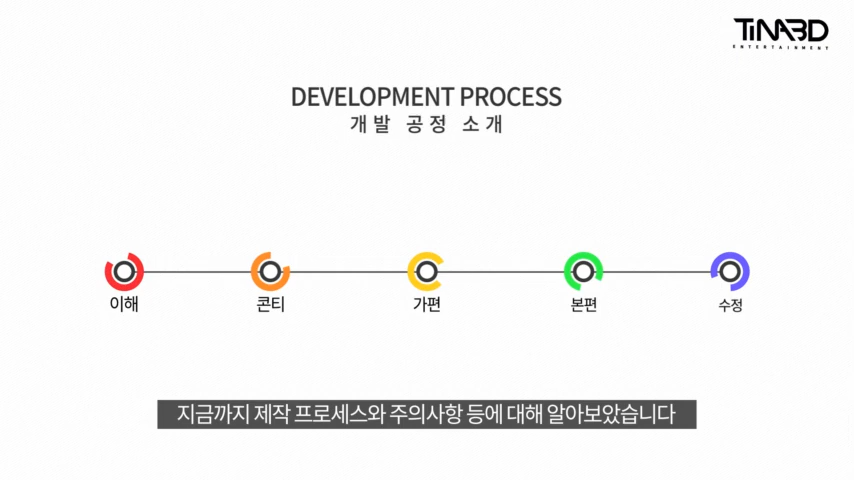 TiNA3D
ENTERTAINMENT
DEVELOPMENT PROCESS
개발 공정 소개
이해 콘티 가편 본편 수정
지금까지 제작 프로세스와 주의사항 등에 대해 알아보았습니다